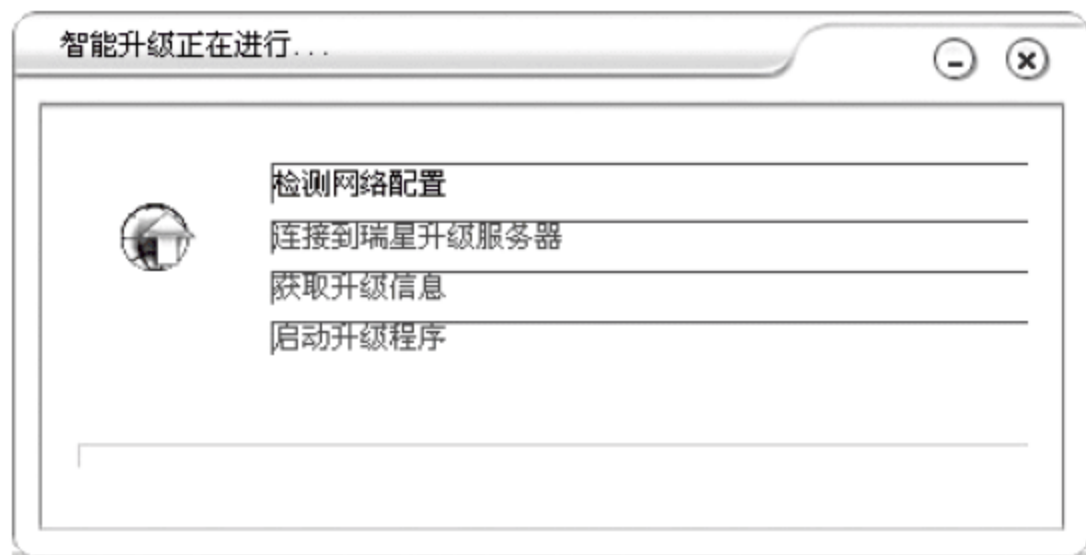 智能升级正在进行...
检测网络配置
连接到瑞星升级服务器
获取升级信息
启动升级程序